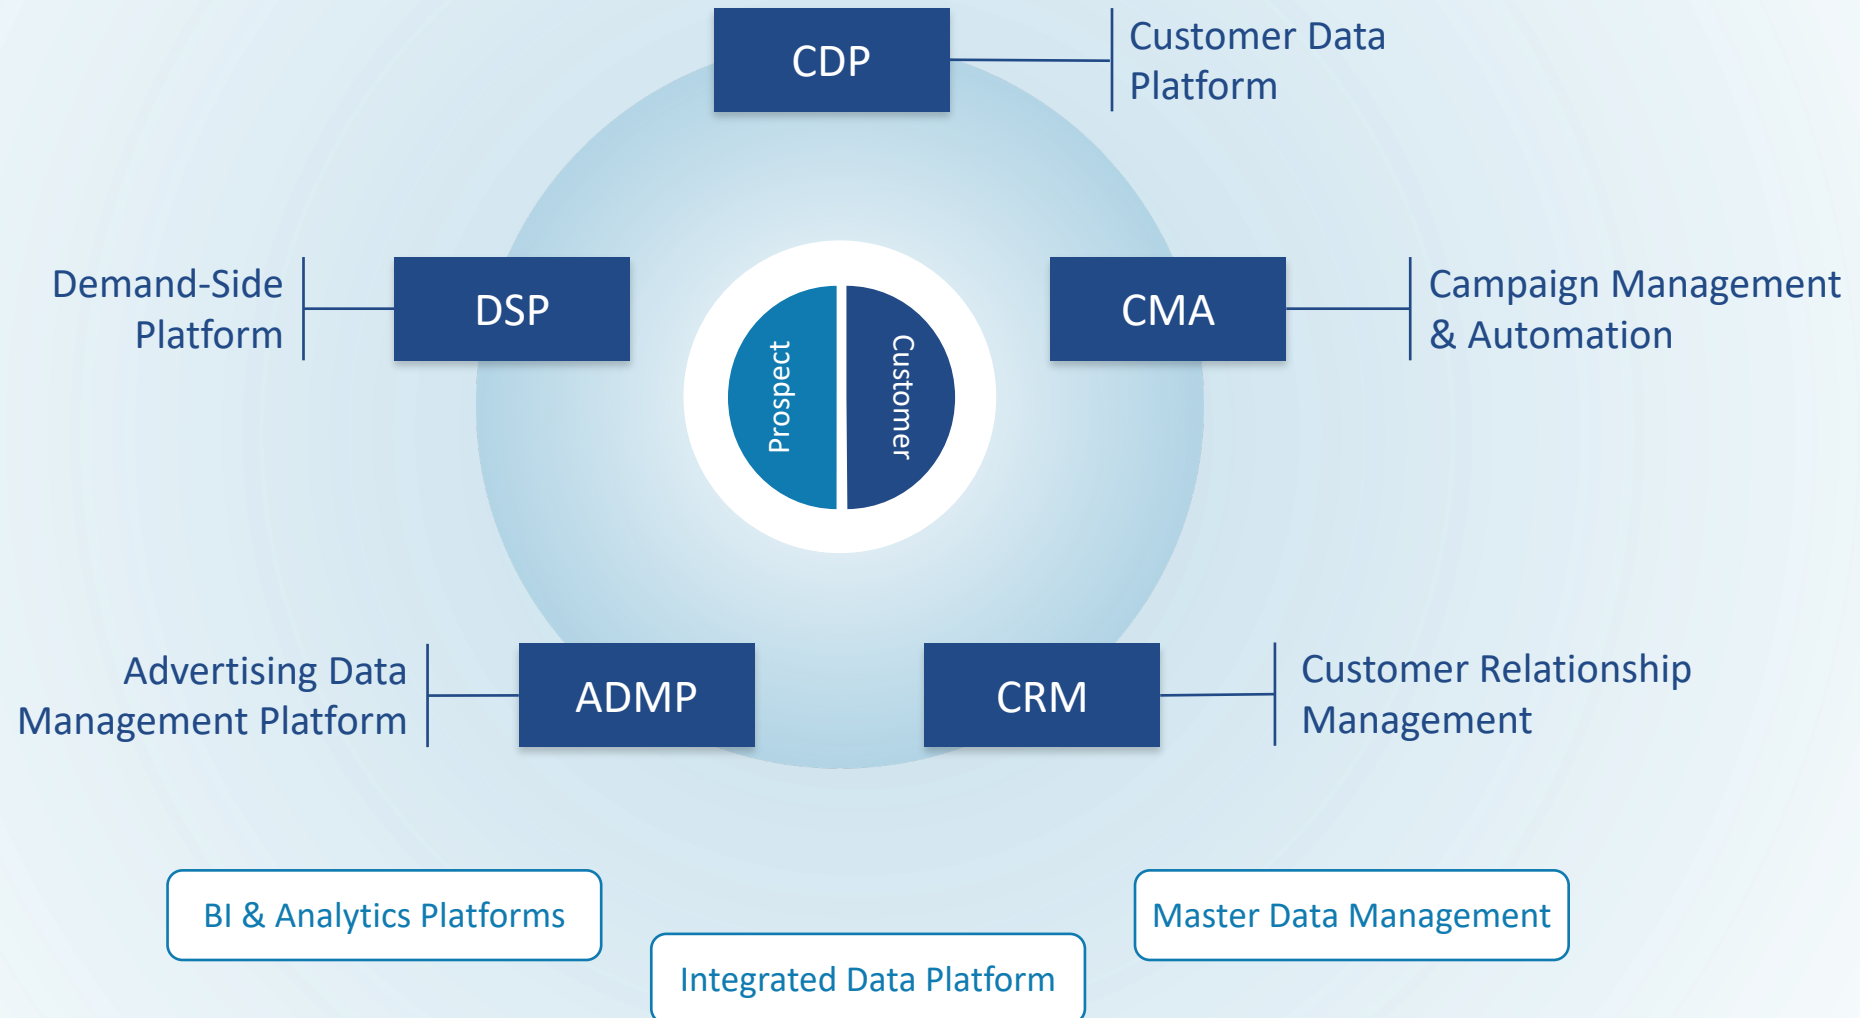 CDP
Customer Data
Platform
Demand-Side
Platform
DSP
Prospect
Customer
CMA
Campaign Management
& Automation
Advertising Data
Management Platform
ADMP
CRM
Customer Relationship
Management
BI & Analytics Platforms
Integrated Data Platform
Master Data Management